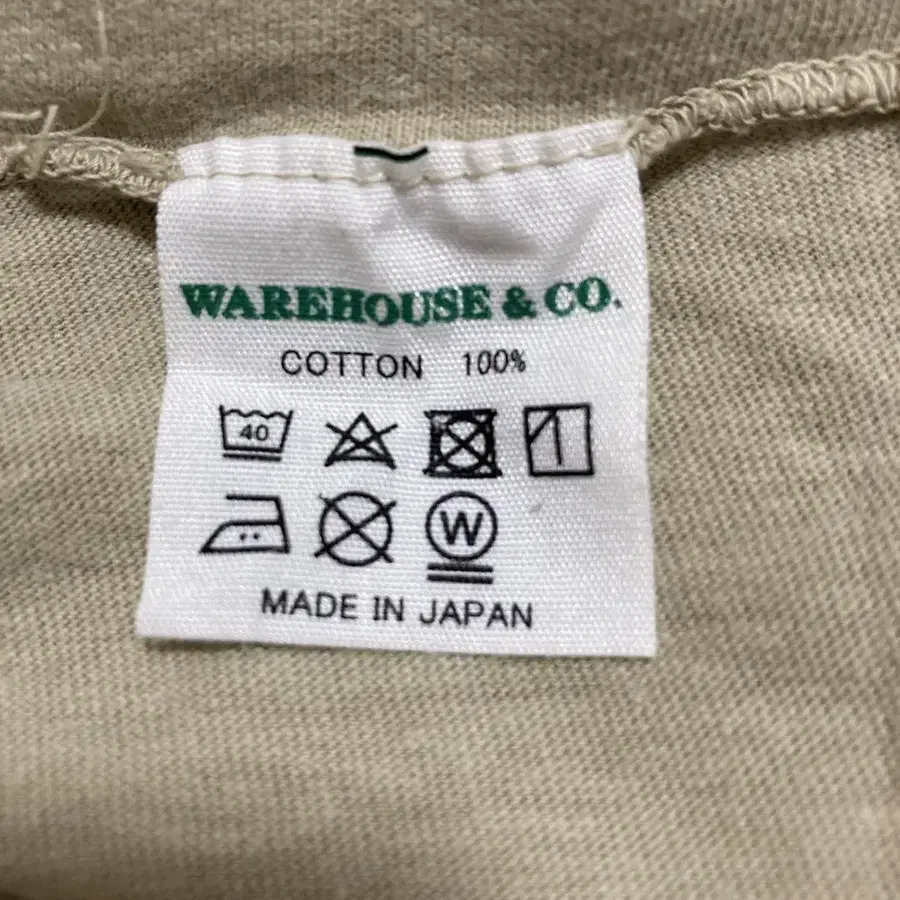 WAREHOUSE & CO.
COTTON 100%
40
W
MADE IN JAPAN